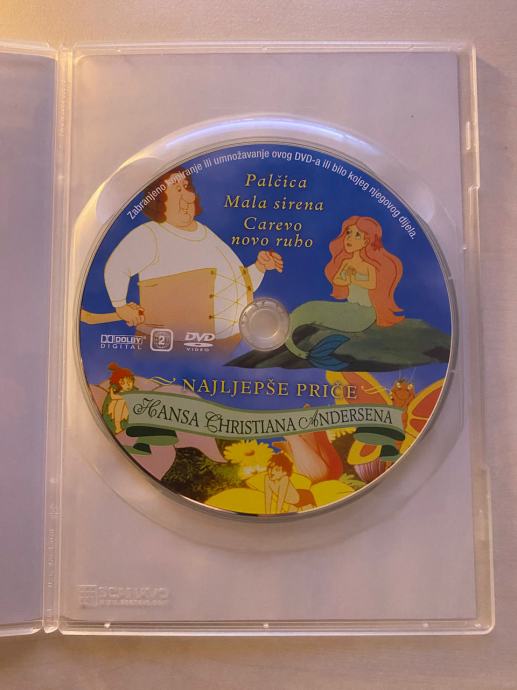 Zabranjeno kopiranje ili umnožavanje ovog DVD-a ili bilo kojeg njegovog dijela.
Palčica
Mala sirena
Carevo
novo ruho
DOLBY
DIGITAL
2
DVD
VIDEO
NAJLJEPŠE PRIČE
HANSA CHRISTIANA ANDERSENA
SCANAVO